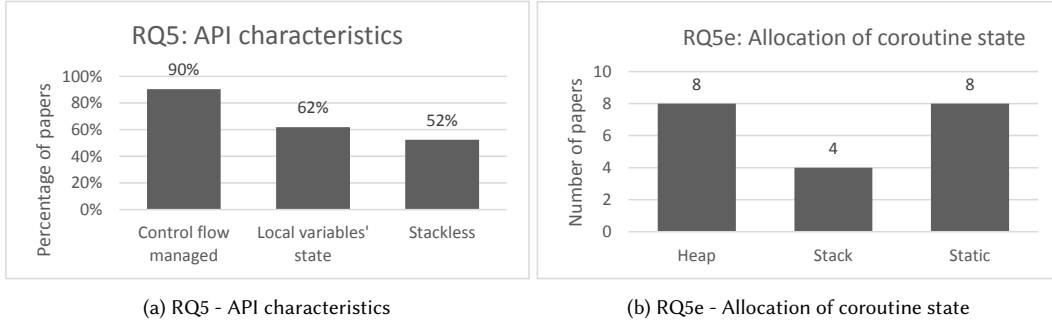 RQ5: API characteristics
Percentage of papers
100%
80%
60%
40%
20%
0%
90%
62%
52%
Control flow
managed
Local variables'
state
Stackless
(a) RQ5 - API characteristics
RQ5e: Allocation of coroutine state
Number of papers
10
8
6
4
2
0
8
4
8
Heap
Stack
Static
(b) RQ5e - Allocation of coroutine state